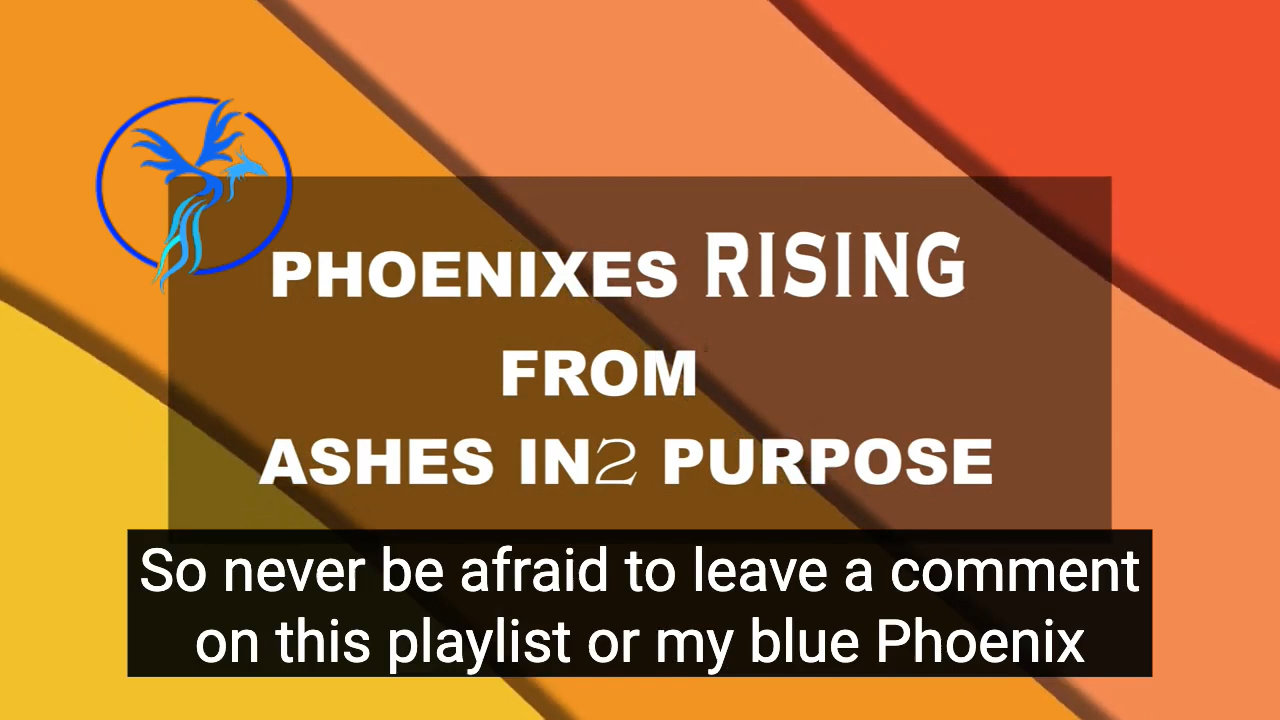 PHOENIXES RISING
FROM
ASHES IN2 PURPOSE
So never be afraid to leave a comment
on this playlist or my blue Phoenix